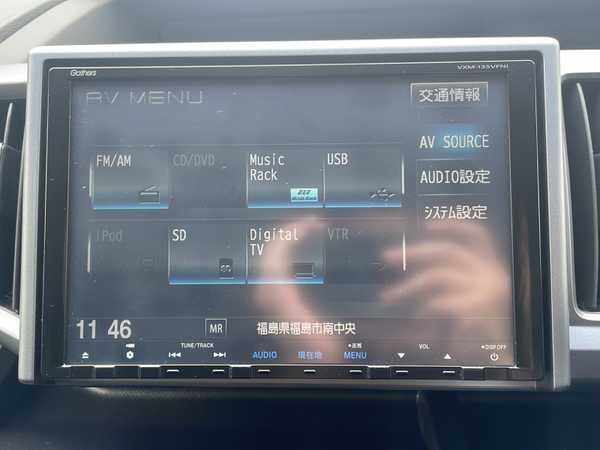 Gathers
VXM-135VFNi
AV MENU
交通情報
FM/AM
CD/DVD
Music Rack
USB
AV SOURCE
AUDIO設定
iPod
SD
Digital TV
VTR
システム設定
11 46
MR
福島県福島市南中央
TUNE/TRACK
AUDIO
現在地
MENU
VOL
DISP OFF